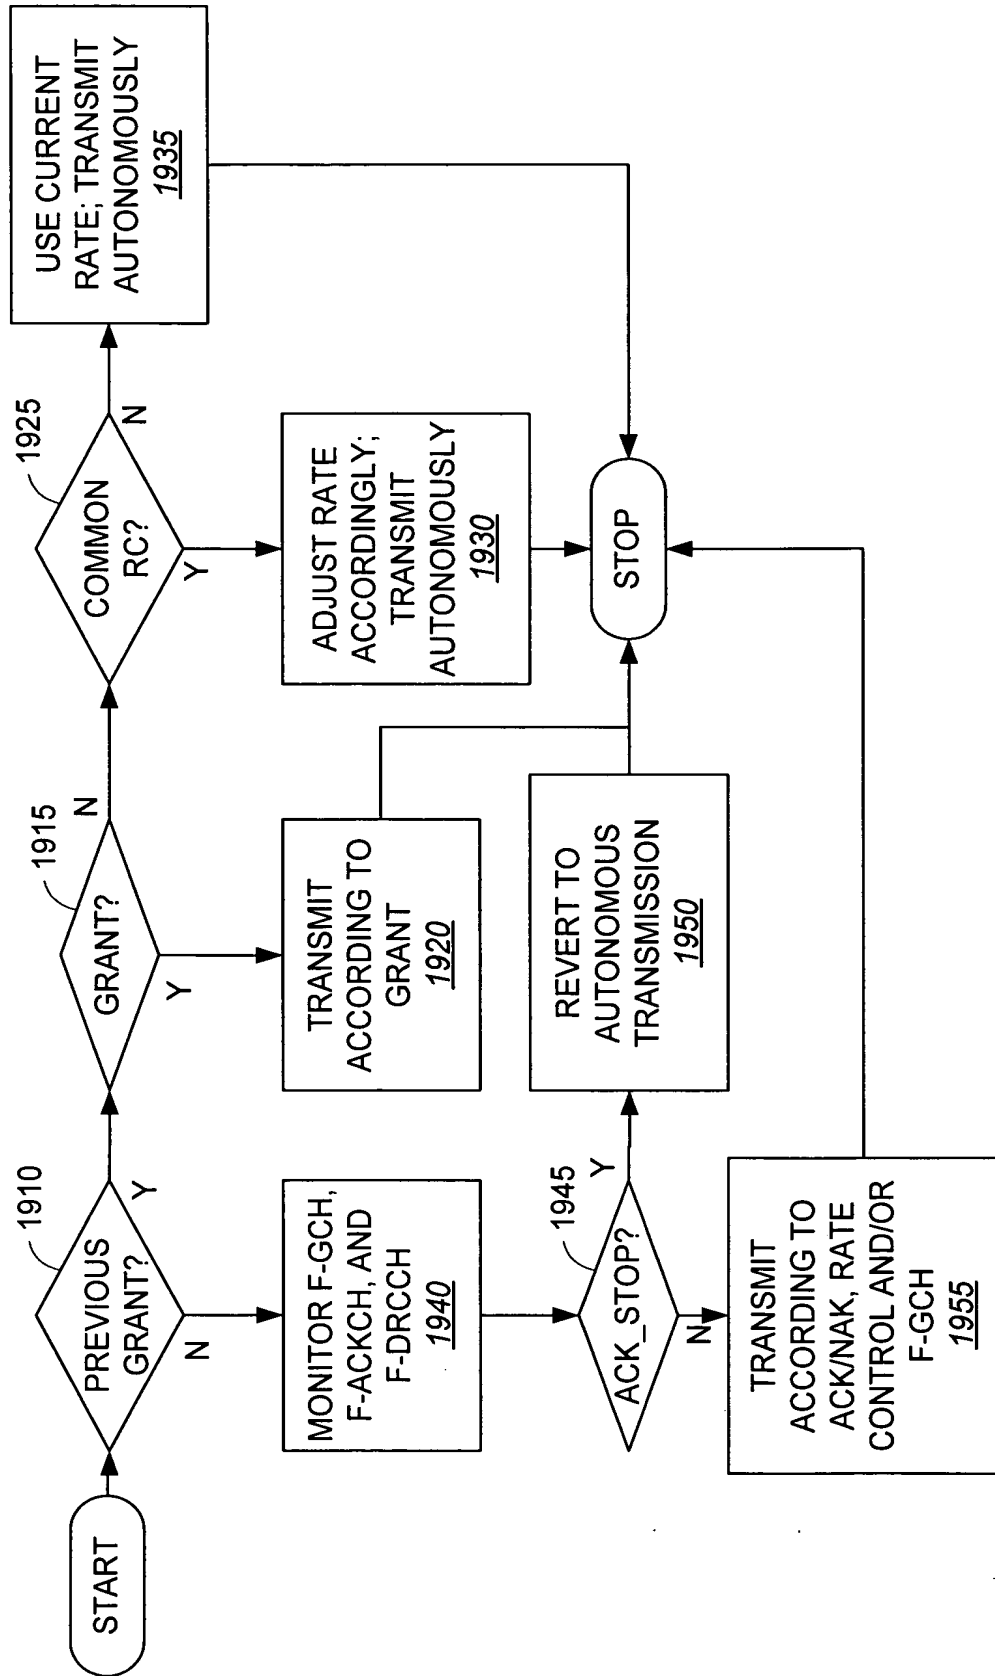 START
1910
PREVIOUS
GRANT?
Y
N
1915
GRANT?
N
Y
1925
COMMON
RC?
N
Y
USE CURRENT
RATE; TRANSMIT
AUTONOMOUSLY
1935
MONITOR F-GCH,
F-ACKCH, AND
F-DRCCH
1940
TRANSMIT
ACCORDING TO
GRANT
1920
ADJUST RATE
ACCORDINGLY;
TRANSMIT
AUTONOMOUSLY
1930
1945
ACK_STOP?
Y
N
REVERT TO
AUTONOMOUS
TRANSMISSION
1950
STOP
TRANSMIT
ACCORDING TO
ACK/NAK, RATE
CONTROL AND/OR
F-GCH
1955